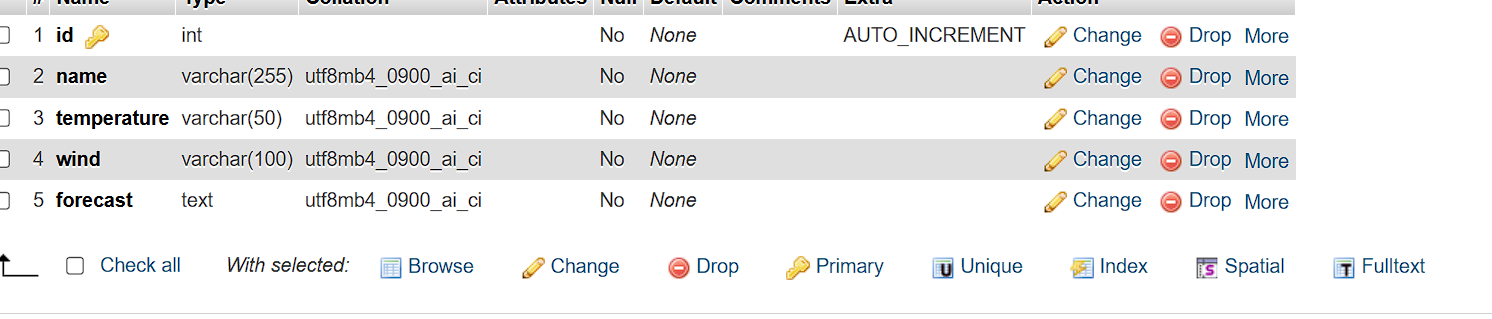 # Name Type Collation Attributes Null Default Comments Extra Action
1 id int No None AUTO_INCREMENT Change Drop More
2 name varchar(255) utf8mb4_0900_ai_ci No None Change Drop More
3 temperature varchar(50) utf8mb4_0900_ai_ci No None Change Drop More
4 wind varchar(100) utf8mb4_0900_ai_ci No None Change Drop More
5 forecast text utf8mb4_0900_ai_ci No None Change Drop More
Check all With selected: Browse Change Drop Primary Unique Index Spatial Fulltext